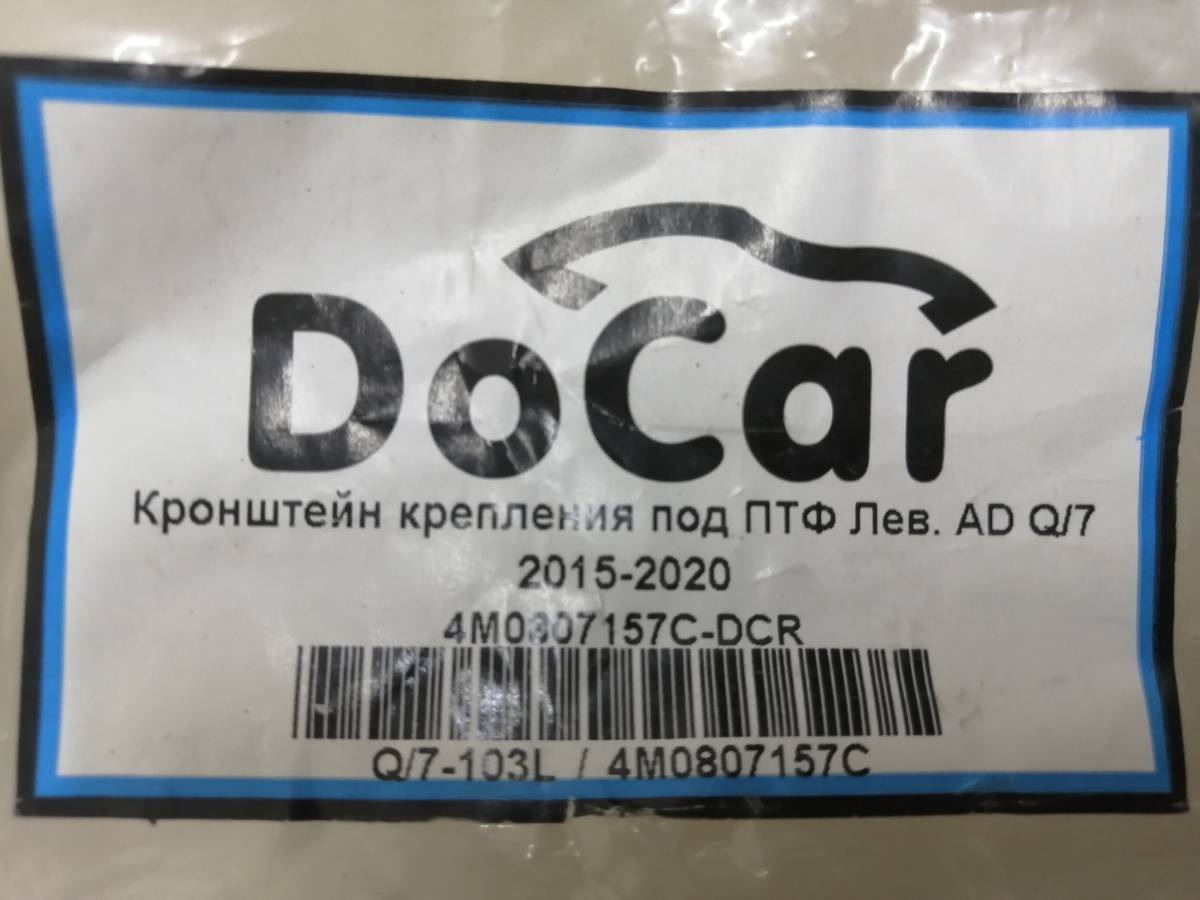 DoCar
Кронштейн крепления под ПТФ Лев. AD Q/7
2015-2020
4M0807157C-DCR
Q/7-103L / 4M0807157C